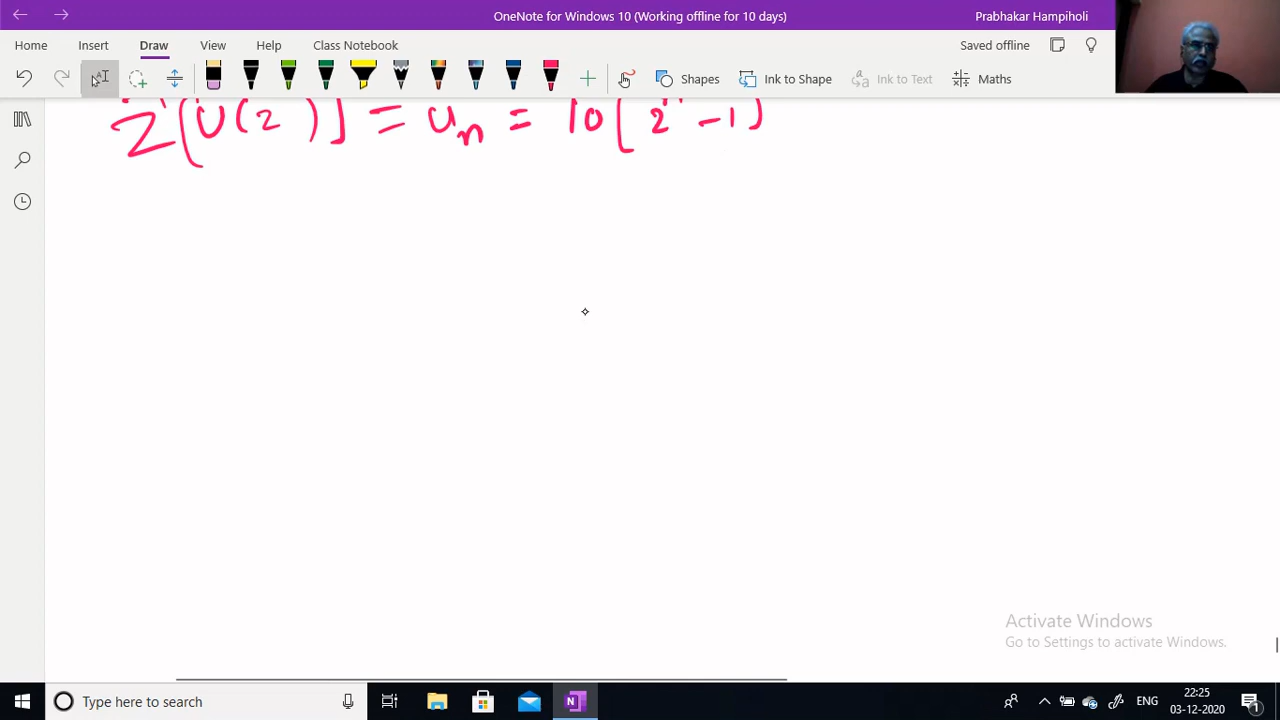 OneNote for Windows 10 (Working offline for 10 days)
Prabhakar Hampiholi
Home Insert Draw View Help Class Notebook
Saved offline
Shapes Ink to Shape Ink to Text Maths
Z⁻¹[U(z)] = uₙ = 10[2ⁿ - 1]
Activate Windows
Go to Settings to activate Windows.
Type here to search
ENG
22:25
03-12-2020
1